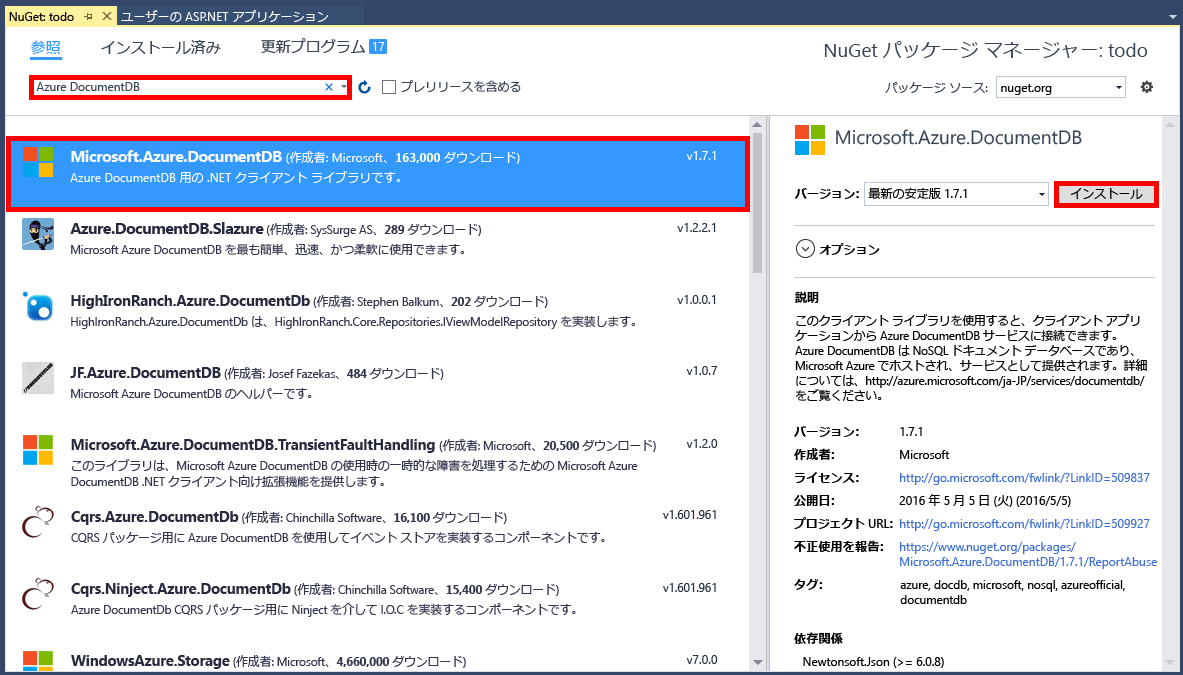 NuGet: todo
ユーザーの ASP.NET アプリケーション
参照 インストール済み 更新プログラム 17
NuGet パッケージ マネージャー: todo
Azure DocumentDB
プレリリースを含める
パッケージ ソース: nuget.org
Microsoft.Azure.DocumentDB (作成者: Microsoft、163,000 ダウンロード) v1.7.1
Azure DocumentDB 用の .NET クライアント ライブラリです。
Azure.DocumentDB.Slazure (作成者: SysSurge AS、289 ダウンロード) v1.2.2.1
Microsoft Azure DocumentDB を最も簡単、迅速、かつ柔軟に使用できます。
HighIronRanch.Azure.DocumentDb (作成者: Stephen Balkum、202 ダウンロード) v1.0.0.1
HighIronRanch.Azure.DocumentDb は、HighIronRanch.Core.Repositories.IViewModelRepository を実装します。
JF.Azure.DocumentDB (作成者: Josef Fazekas、484 ダウンロード) v1.0.7
Microsoft Azure DocumentDB のヘルパーです。
Microsoft.Azure.DocumentDB.TransientFaultHandling (作成者: Microsoft、20,500 ダウンロード) v1.2.0
このライブラリは、Microsoft Azure DocumentDB の使用時の一時的な障害を処理するための Microsoft Azure
DocumentDB .NET クライアント向け拡張機能を提供します。
Cqrs.Azure.DocumentDb (作成者: Chinchilla Software、16,100 ダウンロード) v1.601.961
CQRS パッケージ用に Azure DocumentDB を使用してイベント ストアを実装するコンポーネントです。
Cqrs.Ninject.Azure.DocumentDb (作成者: Chinchilla Software、15,400 ダウンロード) v1.601.961
Azure DocumentDb CQRS パッケージ用に Ninject を介して I.O.C を実装するコンポーネントです。
WindowsAzure.Storage (作成者: Microsoft、4,660,000 ダウンロード) v7.0.0
Microsoft.Azure.DocumentDB
バージョン: 最新の安定版 1.7.1 インストール
オプション
説明
このクライアント ライブラリを使用すると、クライアント アプリ
ケーションから Azure DocumentDB サービスに接続できます。
Azure DocumentDB は NoSQL ドキュメント データベースであり、
Microsoft Azure でホストされ、サービスとして提供されます。詳細
については、http://azure.microsoft.com/ja-JP/services/documentdb/
をご覧ください。
バージョン: 1.7.1
作成者: Microsoft
ライセンス: http://go.microsoft.com/fwlink/?LinkID=509837
公開日: 2016 年 5 月 5 日 (火) (2016/5/5)
プロジェクト URL: http://go.microsoft.com/fwlink/?LinkID=509927
不正使用を報告: https://www.nuget.org/packages/
Microsoft.Azure.DocumentDB/1.7.1/ReportAbuse
タグ: azure, docdb, microsoft, nosql, azureofficial,
documentdb
依存関係
Newtonsoft.Json (>= 6.0.8)